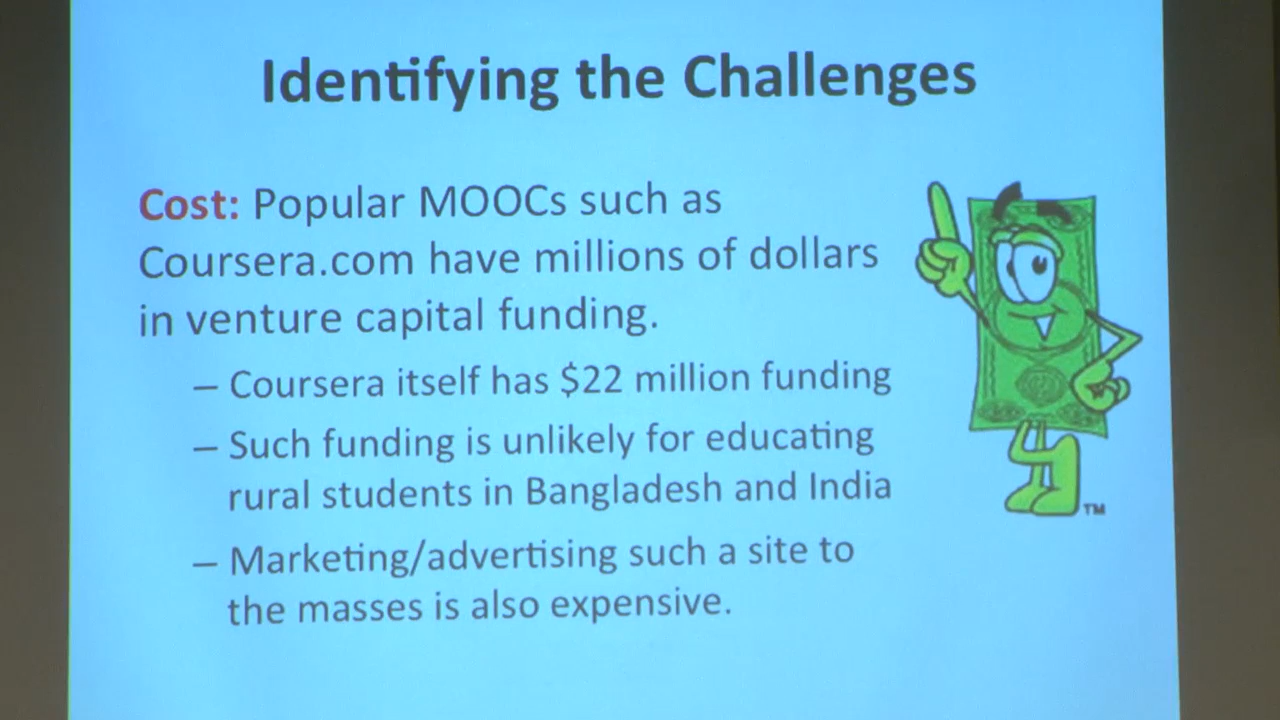 Identifying the Challenges
Cost: Popular MOOCs such as
Coursera.com have millions of dollars
in venture capital funding.
– Coursera itself has $22 million funding
– Such funding is unlikely for educating
rural students in Bangladesh and India
– Marketing/advertising such a site to
the masses is also expensive.
TM